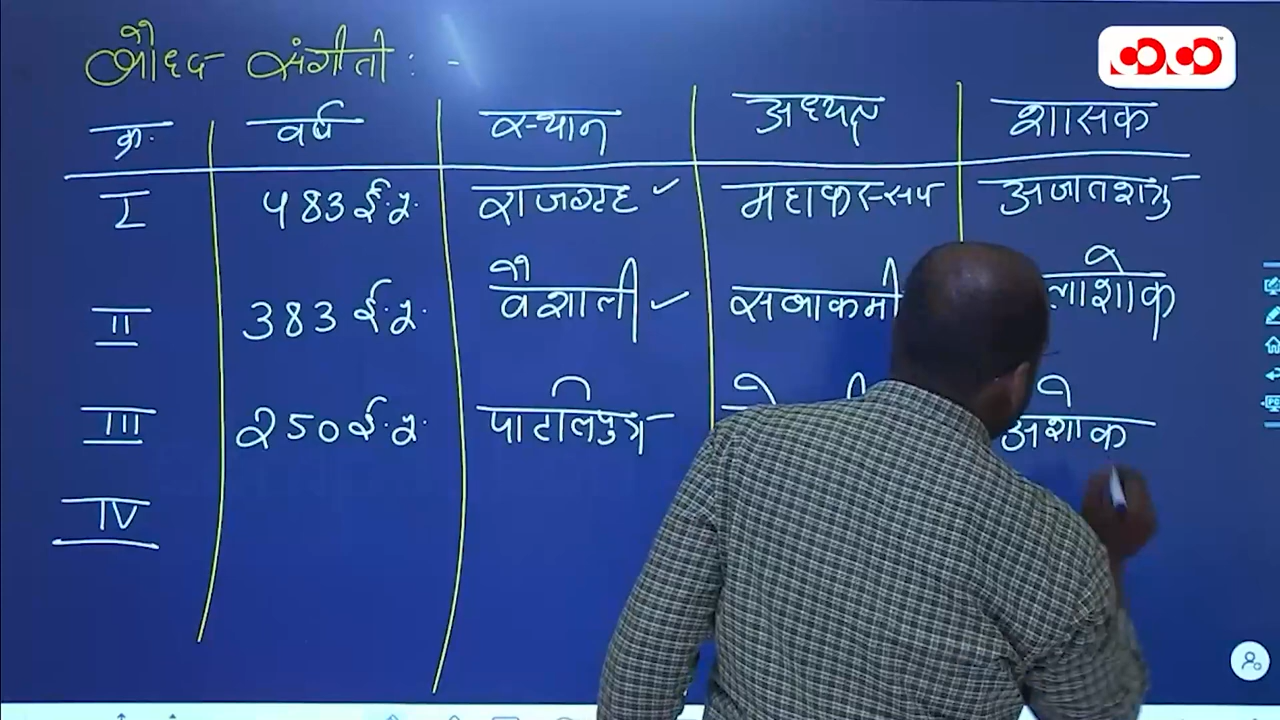 बौध्द संगीती : -
क्र. वर्ष स्थान अध्यक्ष शासक
I 483 ई.पू. राजगृह ✓ महाकस्सप अजातशत्रु
II 383 ई.पू. वैशाली ✓ सबाकमी लाशोक
III 250 ई.पू. पाटलिपुत्र अशोक
IV